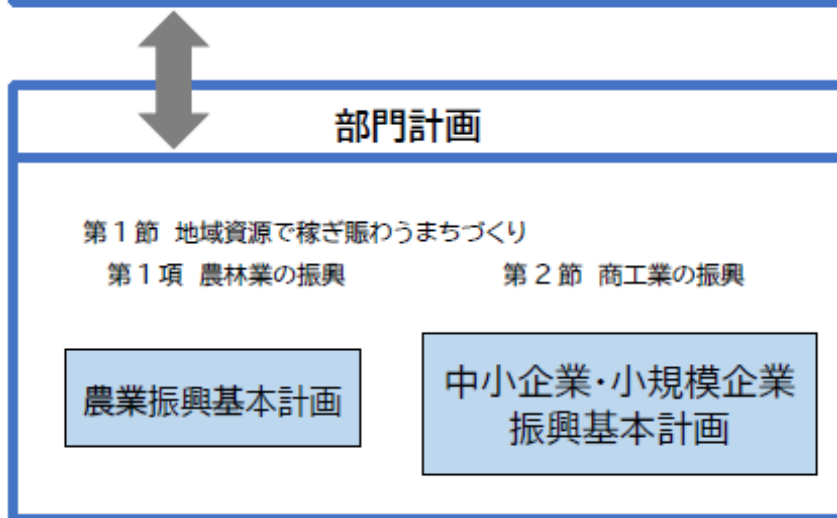 部門計画
第1節 地域資源で稼ぎ賑わうまちづくり
第1項 農林業の振興
第2節 商工業の振興
農業振興基本計画
中小企業・小規模企業
振興基本計画